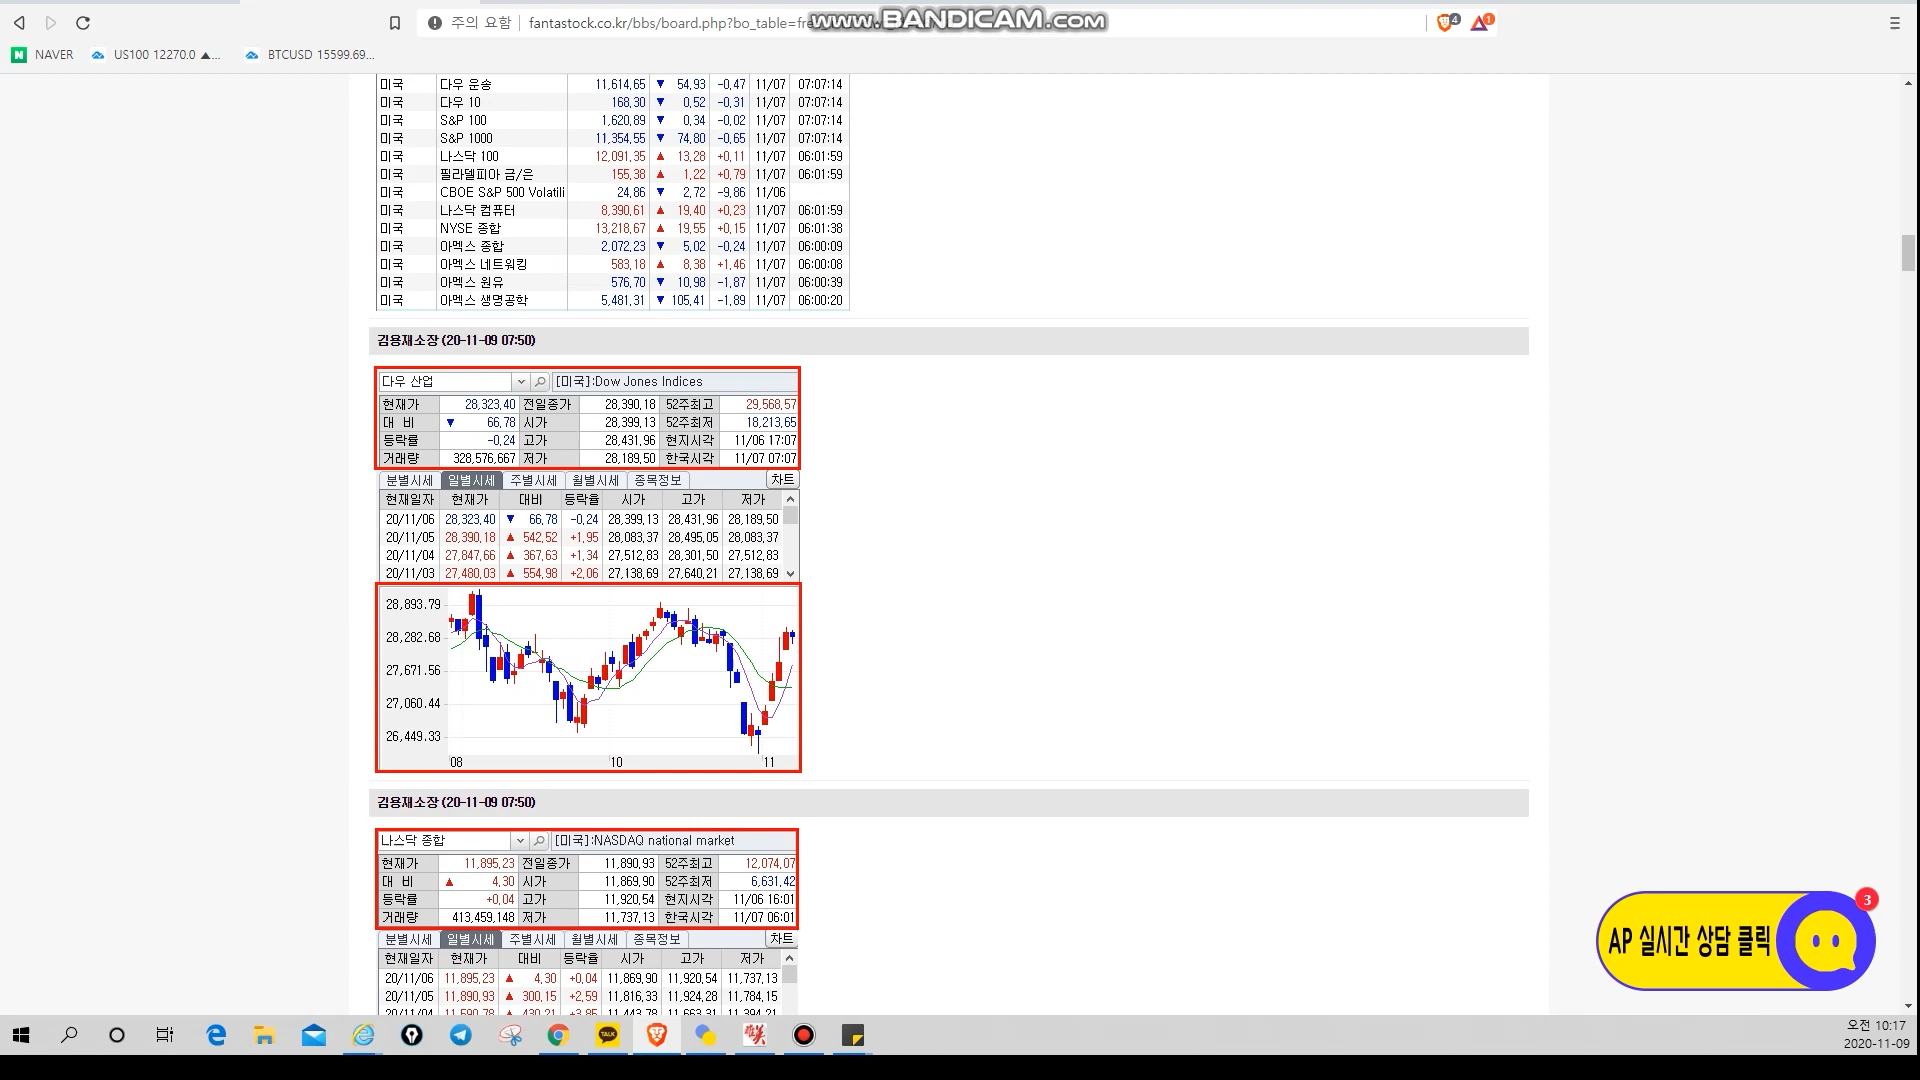 주의 요함 fantastock.co.kr/bbs/board.php?bo_table=fre
www.BANDICAM.com
4
1
NAVER US100 12270.0 ▲... BTCUSD 15599.69...
미국 다우 운송 11,614.65 ▼ 54.93 -0.47 11/07 07:07:14
미국 다우 10 168.30 ▼ 0.52 -0.31 11/07 07:07:14
미국 S&P 100 1,620.89 ▼ 0.34 -0.02 11/07 07:07:14
미국 S&P 1000 11,354.55 ▼ 74.80 -0.65 11/07 07:07:14
미국 나스닥 100 12,091.35 ▲ 13.28 +0.11 11/07 06:01:59
미국 필라델피아 금/은 155.38 ▲ 1.22 +0.79 11/07 06:01:59
미국 CBOE S&P 500 Volatili 24.86 ▼ 2.72 -9.86 11/06
미국 나스닥 컴퓨터 8,390.61 ▲ 19.40 +0.23 11/07 06:01:59
미국 NYSE 종합 13,218.67 ▲ 19.55 +0.15 11/07 06:01:38
미국 아멕스 종합 2,072.23 ▼ 5.02 -0.24 11/07 06:00:09
미국 아멕스 네트워킹 583.18 ▲ 8.38 +1.46 11/07 06:00:08
미국 아멕스 원유 576.70 ▼ 10.98 -1.87 11/07 06:00:39
미국 아멕스 생명공학 5,481.31 ▼ 105.41 -1.89 11/07 06:00:20
김용재소장 (20-11-09 07:50)
다우 산업 [미국]:Dow Jones Indices
현재가 28,323.40 전일종가 28,390.18 52주최고 29,568.57
대 비 ▼ 66.78 시가 28,399.13 52주최저 18,213.65
등락률 -0.24 고가 28,431.96 현지시각 11/06 17:07
거래량 328,576,667 저가 28,189.50 한국시각 11/07 07:07
분별시세 일별시세 주별시세 월별시세 종목정보 차트
현재일자 현재가 대비 등락율 시가 고가 저가
20/11/06 28,323.40 ▼ 66.78 -0.24 28,399.13 28,431.96 28,189.50
20/11/05 28,390.18 ▲ 542.52 +1.95 28,083.37 28,495.05 28,083.37
20/11/04 27,847.66 ▲ 367.63 +1.34 27,512.83 28,301.50 27,512.83
20/11/03 27,480.03 ▲ 554.98 +2.06 27,138.69 27,640.21 27,138.69
28,893.79
28,282.68
27,671.56
27,060.44
26,449.33
08 10 11
김용재소장 (20-11-09 07:50)
나스닥 종합 [미국]:NASDAQ national market
현재가 11,895.23 전일종가 11,890.93 52주최고 12,074.07
대 비 ▲ 4.30 시가 11,869.90 52주최저 6,631.42
등락률 +0.04 고가 11,920.54 현지시각 11/06 16:01
거래량 413,459,148 저가 11,737.13 한국시각 11/07 06:01
분별시세 일별시세 주별시세 월별시세 종목정보 차트
현재일자 현재가 대비 등락율 시가 고가 저가
20/11/06 11,895.23 ▲ 4.30 +0.04 11,869.90 11,920.54 11,737.13
20/11/05 11,890.93 ▲ 300.15 +2.59 11,816.33 11,924.28 11,784.15
20/11/04 11,590.78 ▲ 430.21 +3.85 11,443.78 11,663.31 11,394.21
3
AP 실시간 상담 클릭
TALK
오전 10:17
2020-11-09